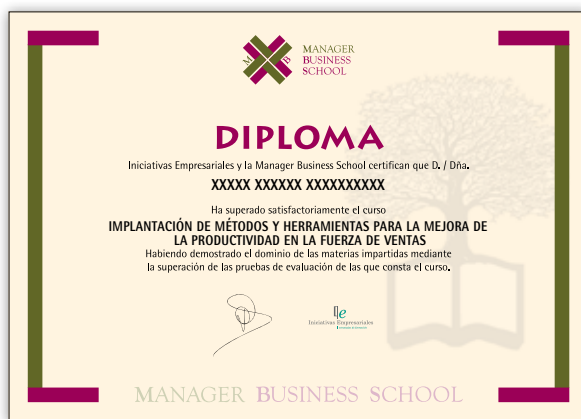 M B
MANAGER
BUSINESS
SCHOOL
DIPLOMA
Iniciativas Empresariales y la Manager Business School certifican que D. / Dña.
XXXXX XXXXXX XXXXXXXXXX
Ha superado satisfactoriamente el curso
IMPLANTACIÓN DE MÉTODOS Y HERRAMIENTAS PARA LA MEJORA DE
LA PRODUCTIVIDAD EN LA FUERZA DE VENTAS
Habiendo demostrado el dominio de las materias impartidas mediante
la superación de las pruebas de evaluación de las que consta el curso.
Ie
Iniciativas Empresariales
MANAGER BUSINESS SCHOOL